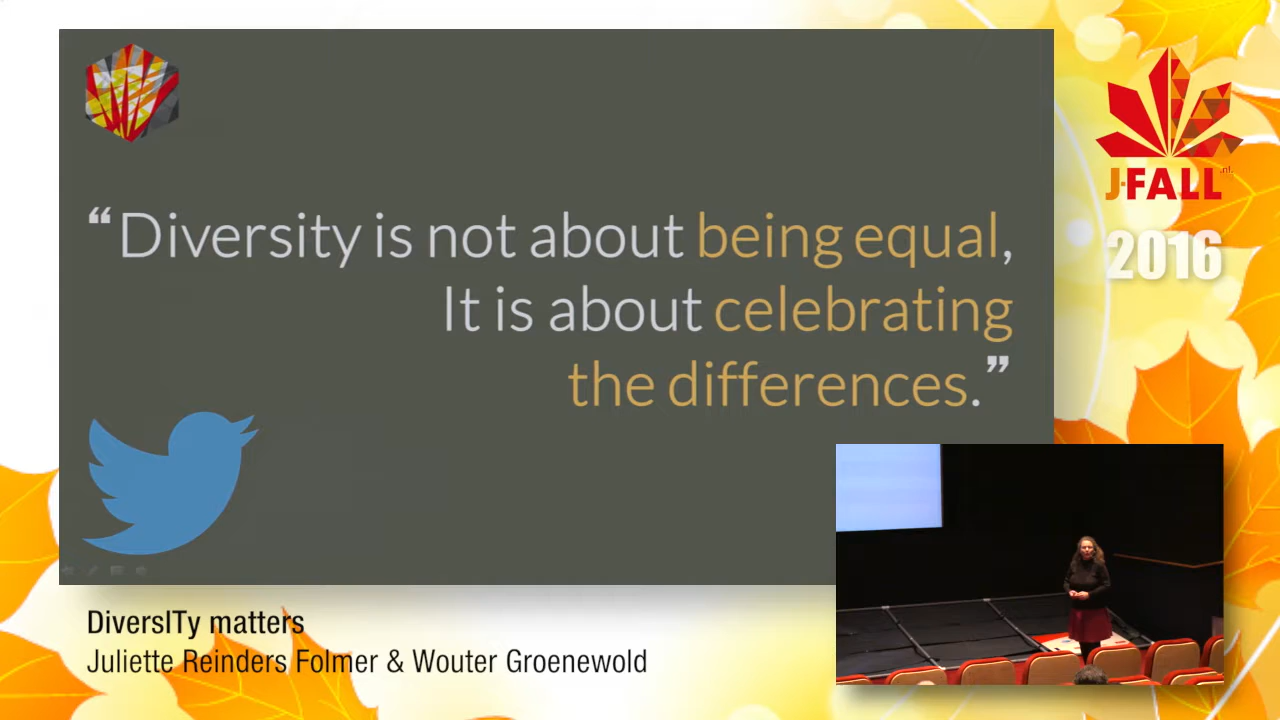 “Diversity is not about being equal,
It is about celebrating
the differences.”
J-FALL.nl
2016
DiversITy matters
Juliette Reinders Folmer & Wouter Groenewold